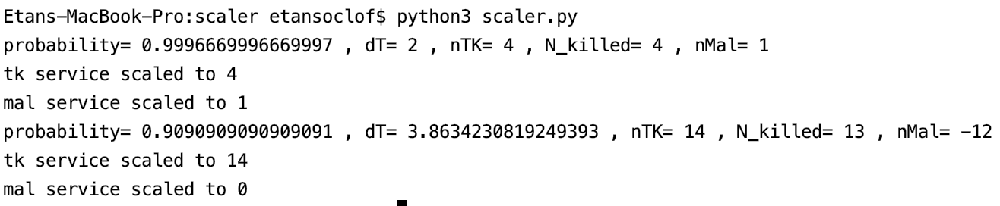 Etans-MacBook-Pro:scaler etansoclof$ python3 scaler.py
probability= 0.9996669996669997 , dT= 2 , nTK= 4 , N_killed= 4 , nMal= 1
tk service scaled to 4
mal service scaled to 1
probability= 0.9090909090909091 , dT= 3.8634230819249393 , nTK= 14 , N_killed= 13 , nMal= -12
tk service scaled to 14
mal service scaled to 0